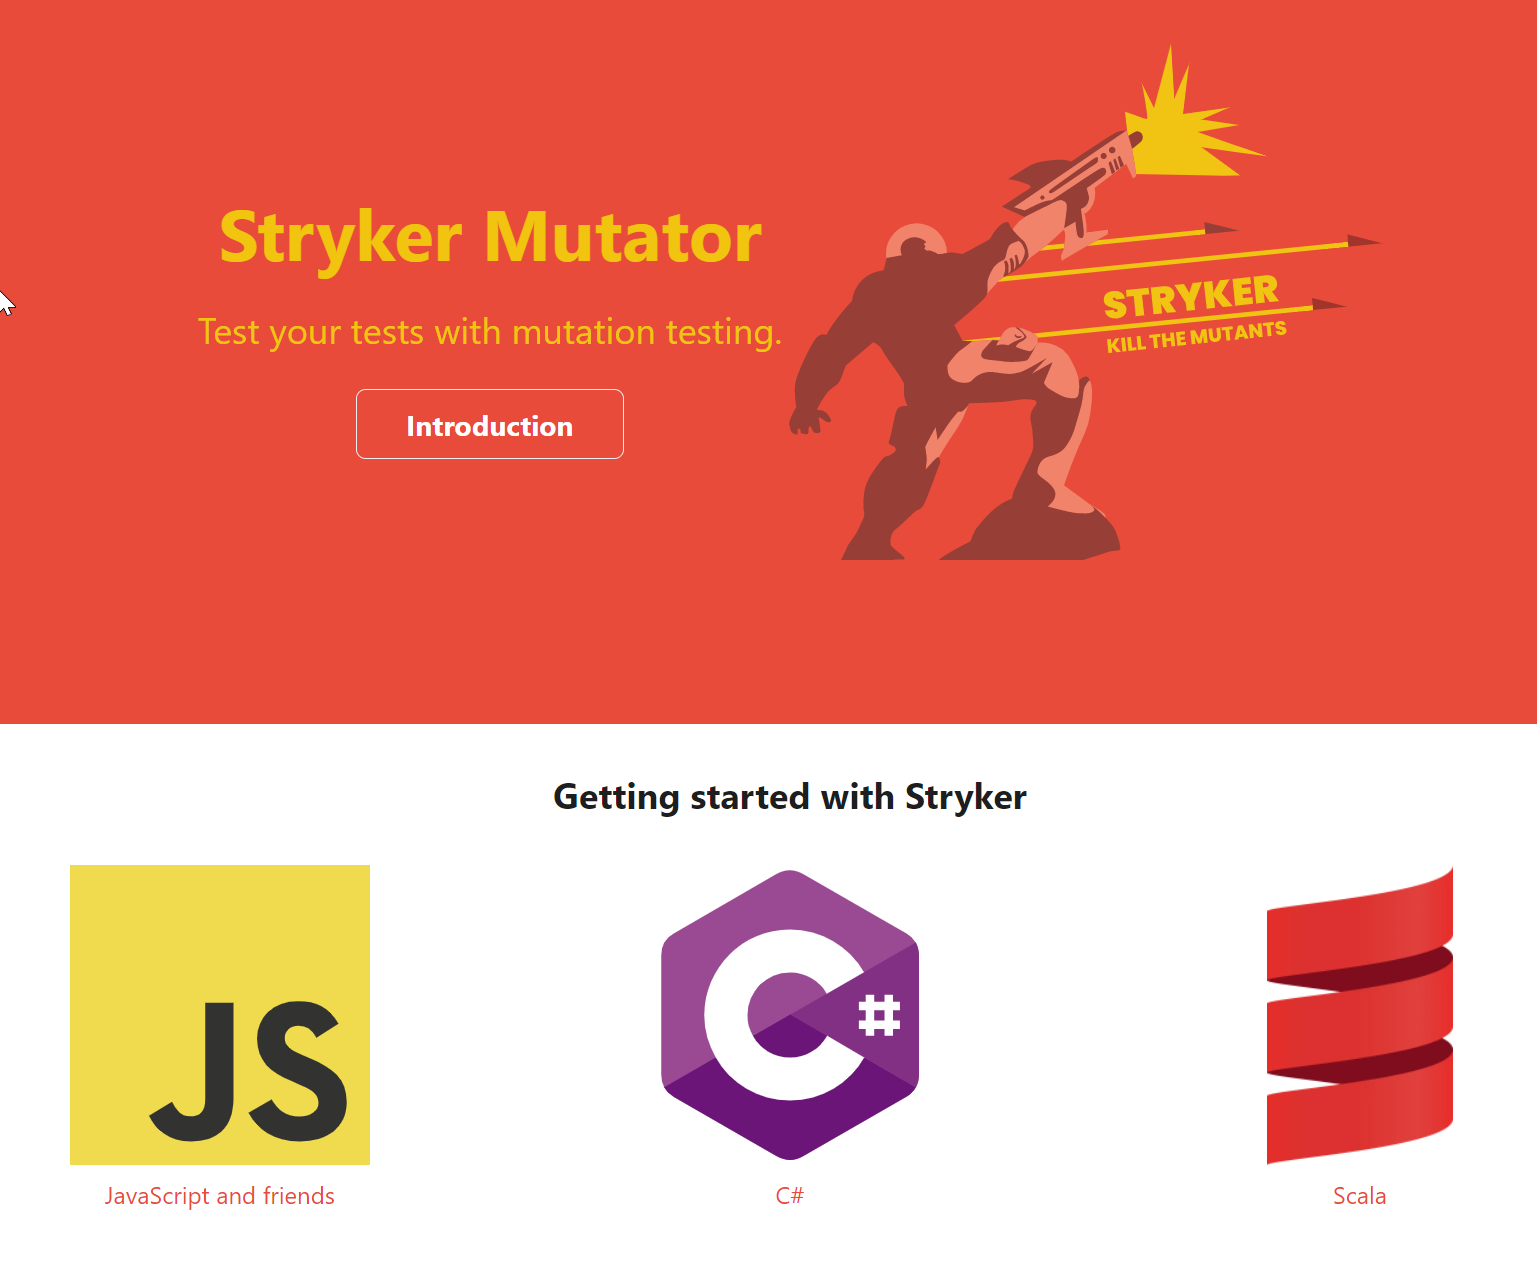 Stryker Mutator
Test your tests with mutation testing.
Introduction
STRYKER
KILL THE MUTANTS
Getting started with Stryker
JS
C#
JavaScript and friends
C#
Scala